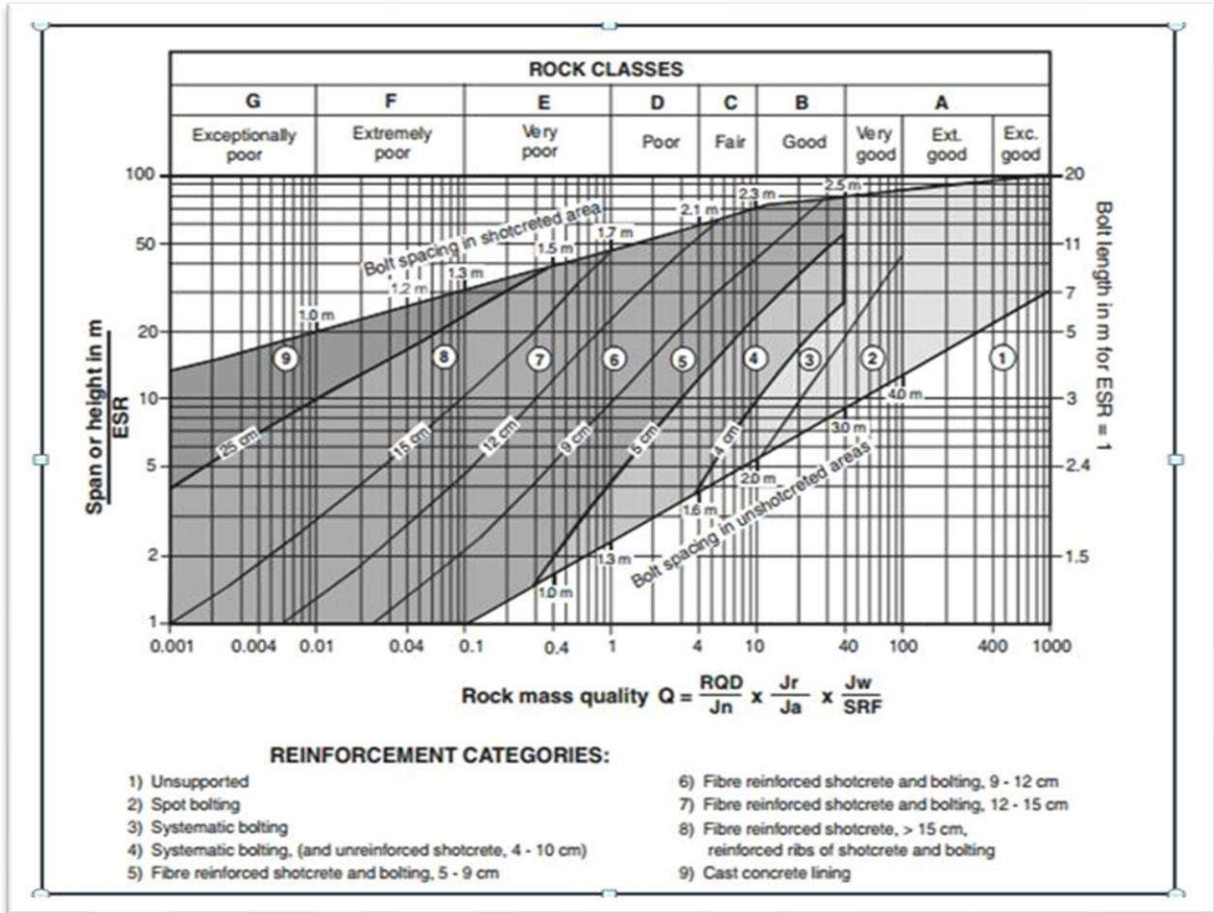 ROCK CLASSES
G F E D C B A
Exceptionally poor Extremely poor Very poor Poor Fair Good Very good Ext. good Exc. good
100 50 20 10 5 2 1
Span or height in m
ESR
20 11 7 5 3 2.4 1.5
Bolt length in m for ESR = 1
Bolt spacing in shotcreted area
1.0 m 1.2 m 1.3 m 1.5 m 1.7 m 2.1 m 2.3 m 2.5 m
9 8 7 6 5 4 3 2 1
25 cm 15 cm 12 cm 9 cm 5 cm 4 cm
Bolt spacing in unshotcreted areas
1.0 m 1.3 m 1.6 m 2.0 m 3.0 m 4.0 m
0.001 0.004 0.01 0.04 0.1 0.4 1 4 10 40 100 400 1000
Rock mass quality Q = RQD/Jn x Jr/Ja x Jw/SRF
REINFORCEMENT CATEGORIES:
1) Unsupported
2) Spot bolting
3) Systematic bolting
4) Systematic bolting, (and unreinforced shotcrete, 4 - 10 cm)
5) Fibre reinforced shotcrete and bolting, 5 - 9 cm
6) Fibre reinforced shotcrete and bolting, 9 - 12 cm
7) Fibre reinforced shotcrete and bolting, 12 - 15 cm
8) Fibre reinforced shotcrete, > 15 cm,
reinforced ribs of shotcrete and bolting
9) Cast concrete lining